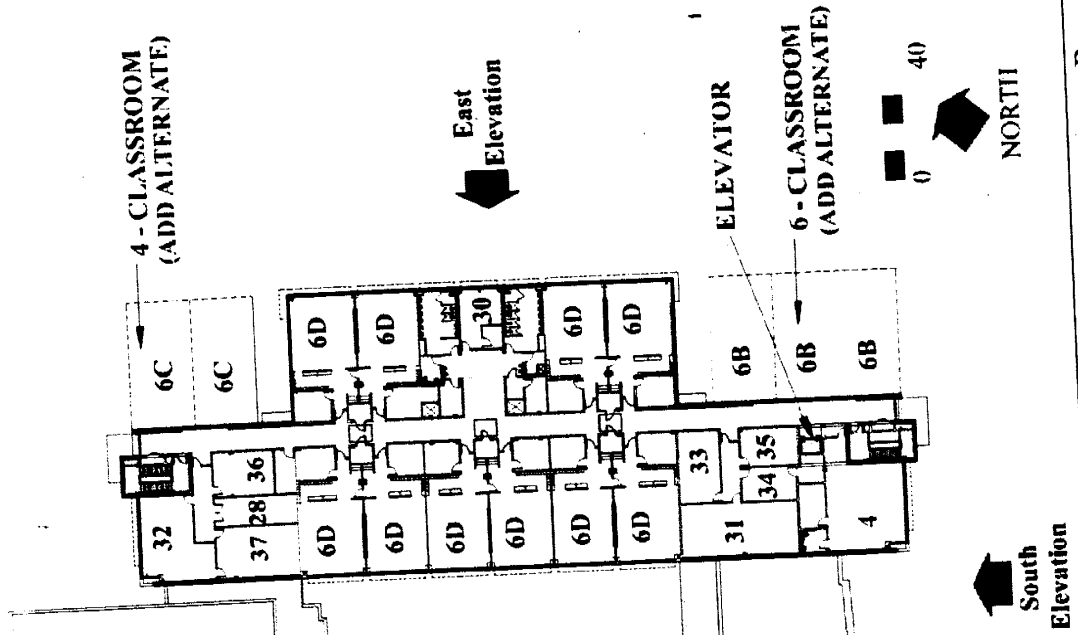 4 - CLASSROOM
(ADD ALTERNATE)
East
Elevation
ELEVATOR
6 - CLASSROOM
(ADD ALTERNATE)
0
40
NORTH
South
Elevation
6C
6C
6D
6D
30
6D
6D
6B
6B
6B
32
36
28
37
6D
6D
6D
6D
6D
6D
33
35
34
31
4